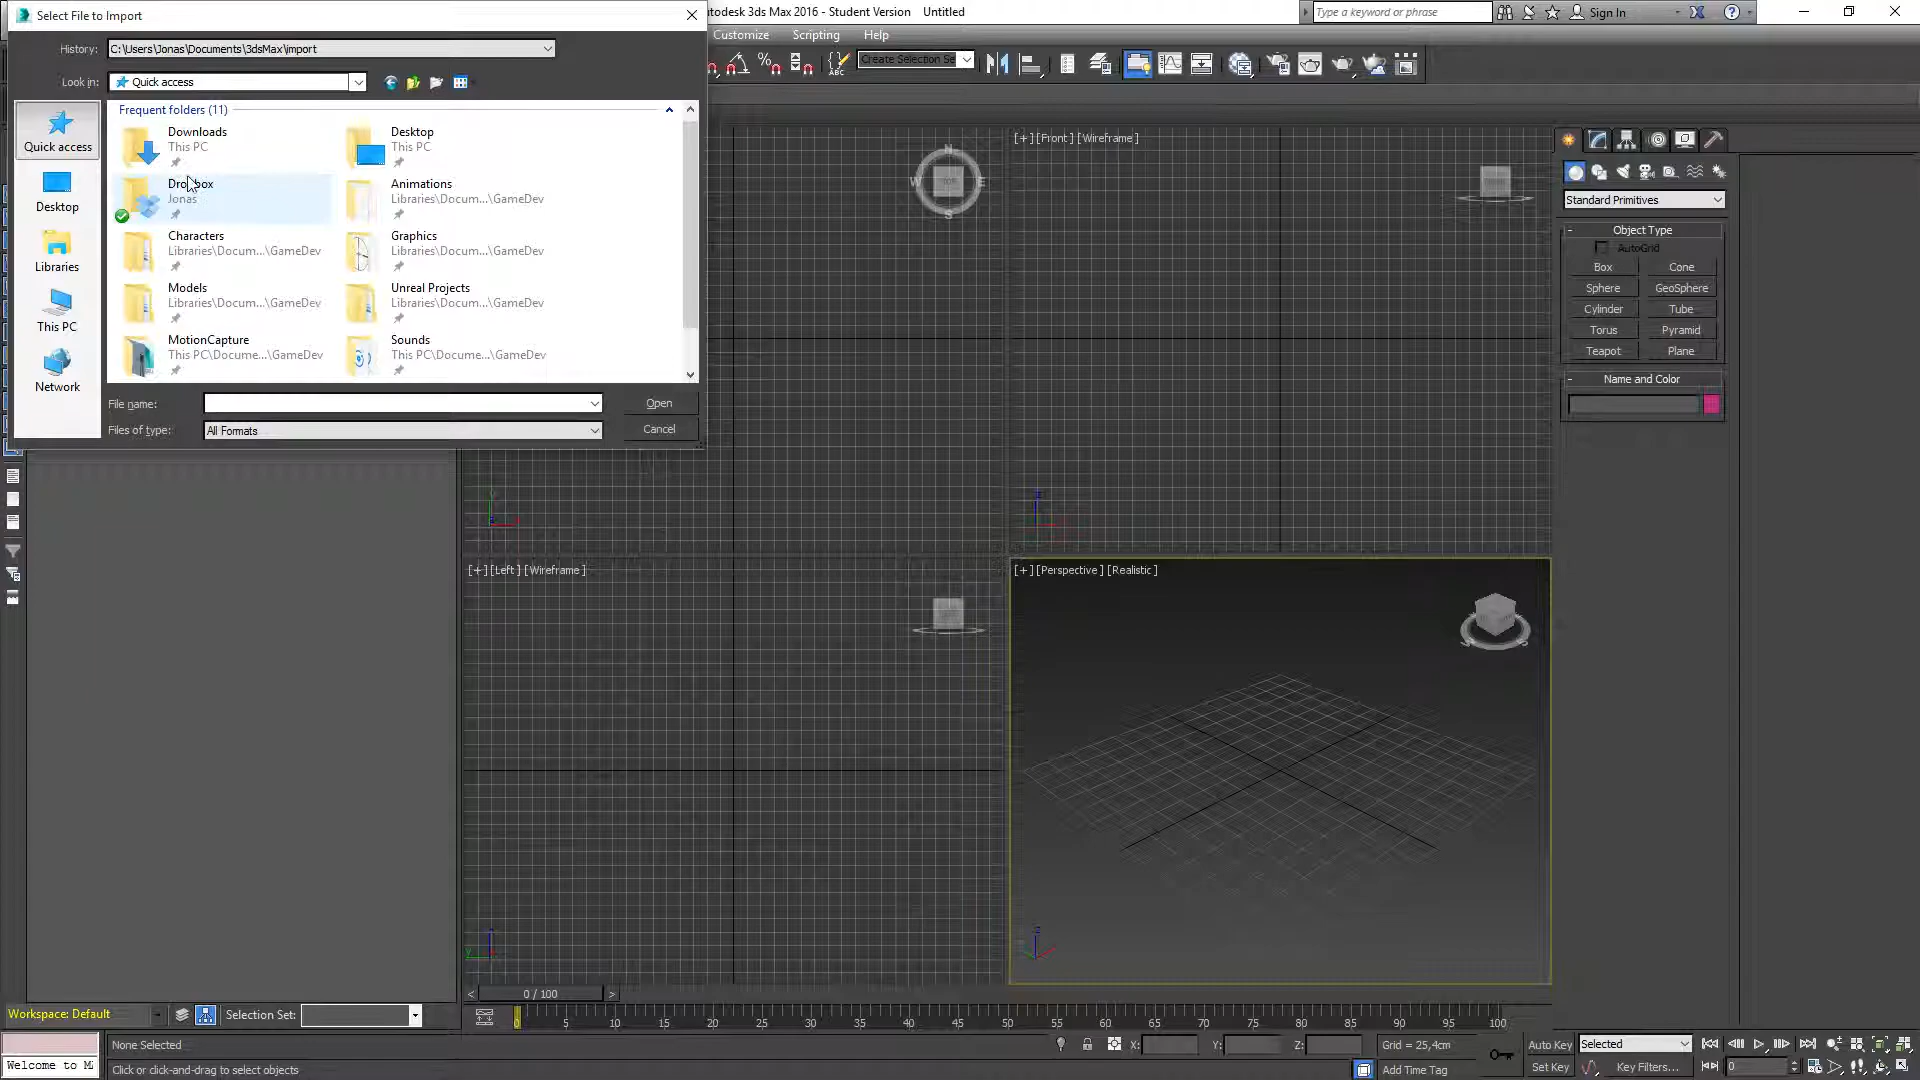 Select File to Import
Autodesk 3ds Max 2016 - Student Version Untitled
Type a keyword or phrase
Sign In
History: C:\Users\Jonas\Documents\3dsMax\import
Customize Scripting Help
Look in: Quick access
Create Selection Se
Frequent folders (11)
Quick access
Desktop
Libraries
This PC
Network
Downloads
This PC
Desktop
This PC
Dropbox
Jonas
Animations
Libraries\Docum...\GameDev
Characters
Libraries\Docum...\GameDev
Graphics
Libraries\Docum...\GameDev
Models
Libraries\Docum...\GameDev
Unreal Projects
Libraries\Docum...\GameDev
MotionCapture
This PC\Docume...\GameDev
Sounds
This PC\Docume...\GameDev
File name:
Open
Files of type: All Formats
Cancel
[+] [Front] [Wireframe]
[+] [Left] [Wireframe]
[+] [Perspective] [Realistic]
Standard Primitives
- Object Type
AutoGrid
Box Cone
Sphere GeoSphere
Cylinder Tube
Torus Pyramid
Teapot Plane
- Name and Color
< 0 / 100 >
Workspace: Default
Selection Set:
0 5 10 15 20 25 30 35 40 45 50 55 60 65 70 75 80 85 90 95 100
None Selected
X: Y: Z: Grid = 25,4cm
Auto Key Selected
Welcome to M
Click or click-and-drag to select objects
Add Time Tag
Set Key Key Filters...
0